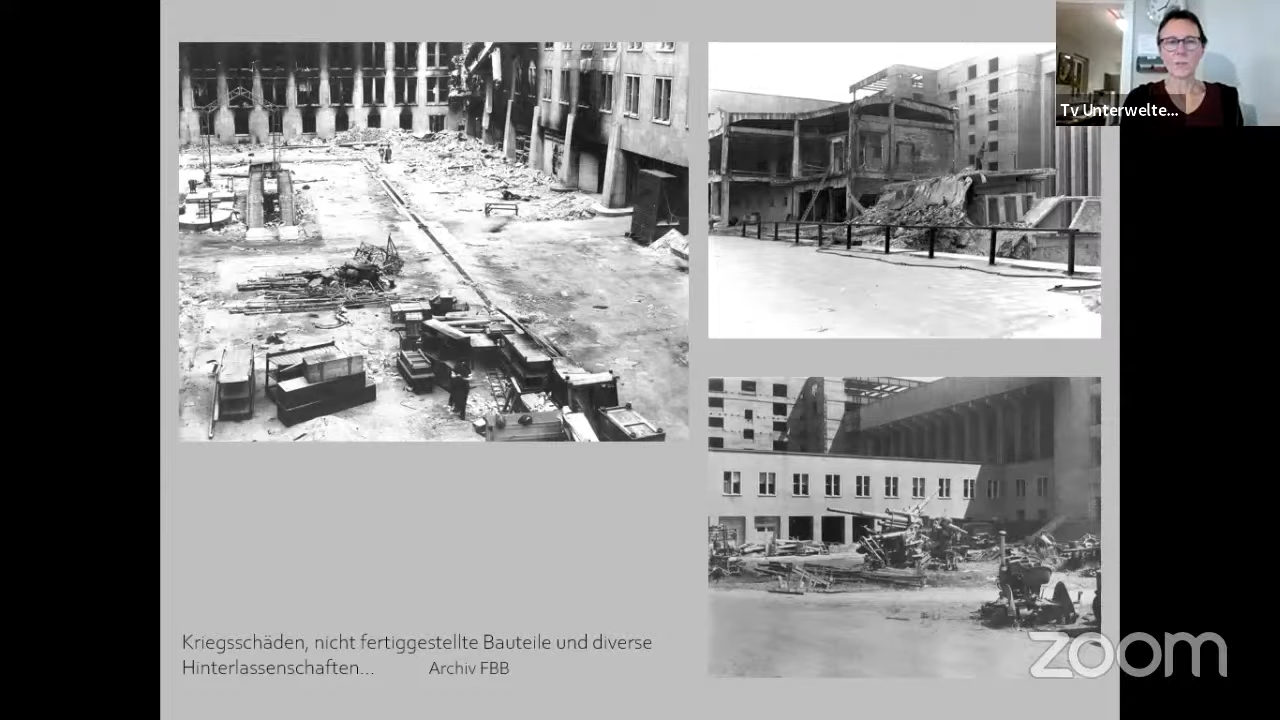 Tv Unterwelte...
Kriegsschäden, nicht fertiggestellte Bauteile und diverse
Hinterlassenschaften... Archiv FBB
zoom